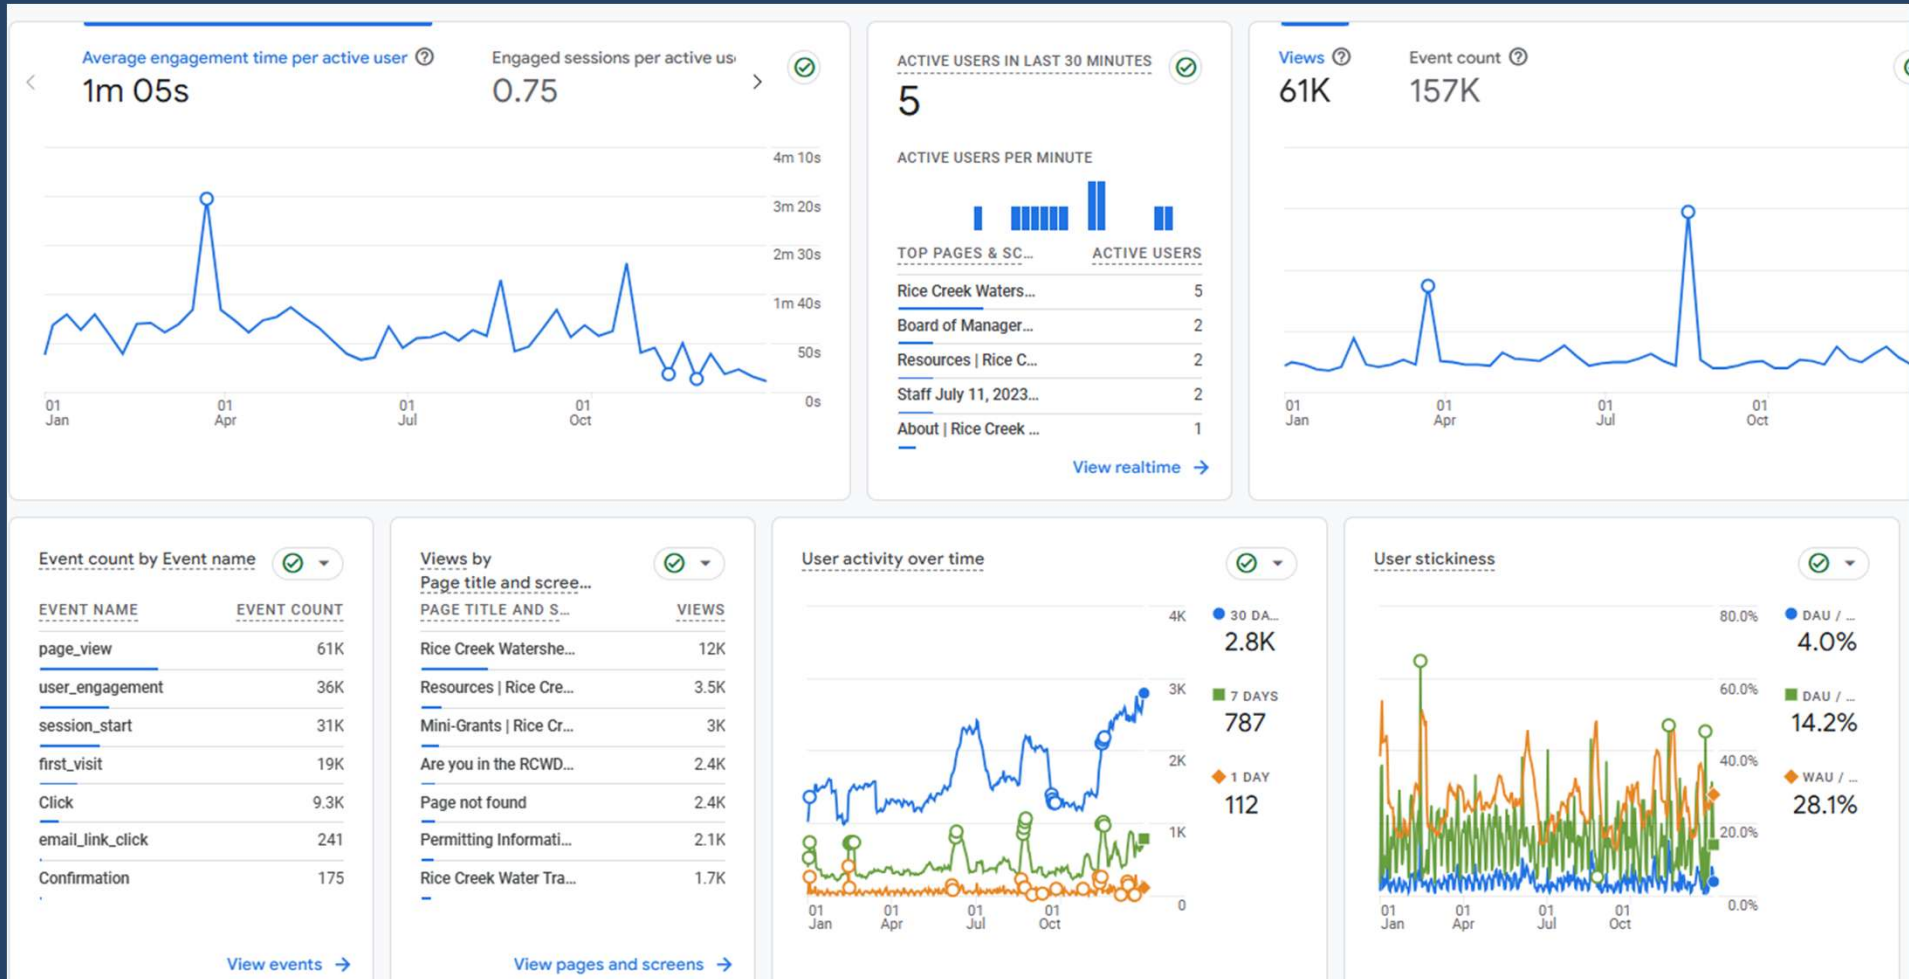 Average engagement time per active user
1m 05s
Engaged sessions per active us
0.75
4m 10s
3m 20s
2m 30s
1m 40s
50s
0s
01 Jan
01 Apr
01 Jul
01 Oct
ACTIVE USERS IN LAST 30 MINUTES
5
ACTIVE USERS PER MINUTE
TOP PAGES & SC... ACTIVE USERS
Rice Creek Waters... 5
Board of Manager... 2
Resources | Rice C... 2
Staff July 11, 2023... 2
About | Rice Creek ... 1
View realtime
Views
61K
Event count
157K
01 Jan
01 Apr
01 Jul
01 Oct
Event count by Event name
EVENT NAME EVENT COUNT
page_view 61K
user_engagement 36K
session_start 31K
first_visit 19K
Click 9.3K
email_link_click 241
Confirmation 175
View events
Views by
Page title and scree...
PAGE TITLE AND S... VIEWS
Rice Creek Watershe... 12K
Resources | Rice Cre... 3.5K
Mini-Grants | Rice Cr... 3K
Are you in the RCWD... 2.4K
Page not found 2.4K
Permitting Informati... 2.1K
Rice Creek Water Tra... 1.7K
View pages and screens
User activity over time
4K
3K
2K
1K
0
01 Jan
01 Apr
01 Jul
01 Oct
30 DA...
2.8K
7 DAYS
787
1 DAY
112
User stickiness
80.0%
60.0%
40.0%
20.0%
0.0%
01 Jan
01 Apr
01 Jul
01 Oct
DAU / ...
4.0%
DAU / ...
14.2%
WAU / ...
28.1%